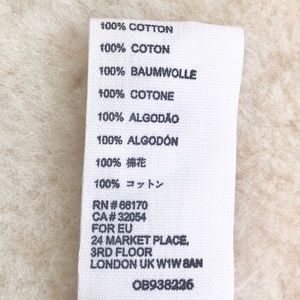 100% COTTON
100% COTON
100% BAUMWOLLE
100% COTONE
100% ALGODÃO
100% ALGODÓN
100% 棉花
100% コットン
RN # 66170
CA # 32054
FOR EU
24 MARKET PLACE,
3RD FLOOR
LONDON UK W1W 8AN
OB938226